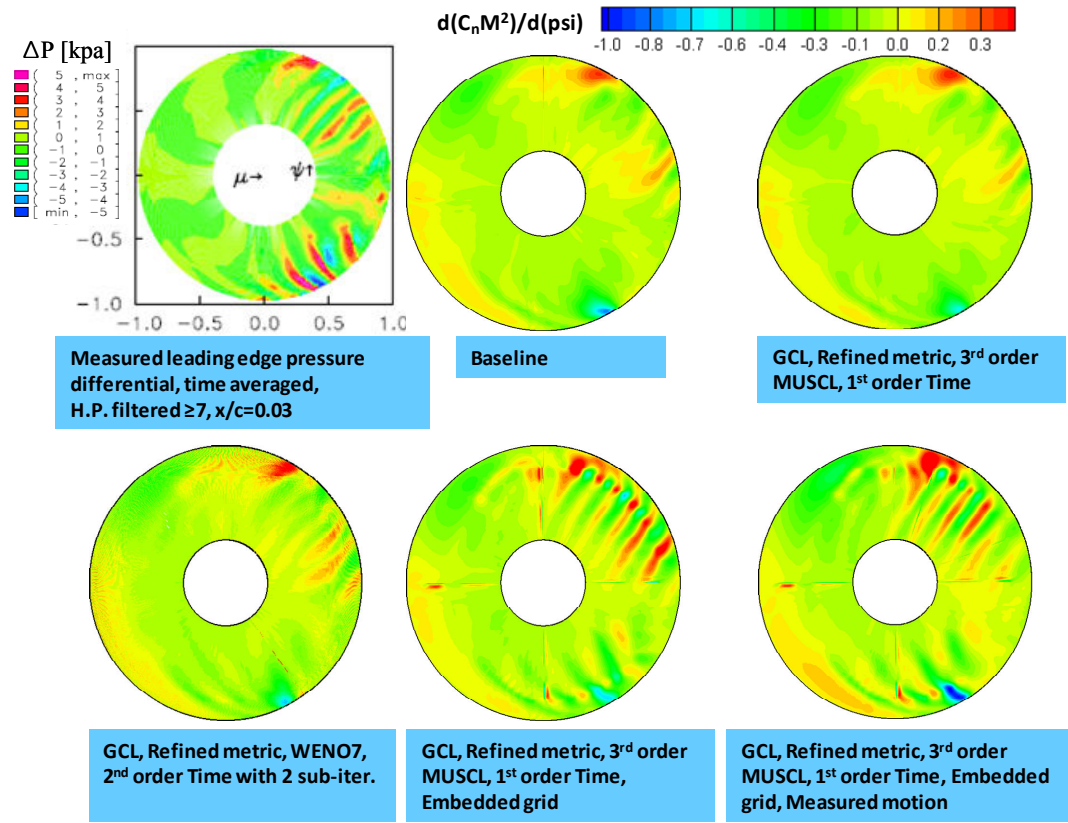 d(CnM²)/d(psi)
-1.0 -0.8 -0.7 -0.6 -0.4 -0.3 -0.1 0.0 0.2 0.3
ΔP [kpa]
( 5 , max
( 4 , 5
( 3 , 4
( 2 , 3
( 1 , 2
( 0 , 1
( -1 , 0
( -2 , -1
( -3 , -2
( -4 , -3
( -5 , -4
[ min , -5
μ→ ψ↑
-0.5
-1.0
-1.0 -0.5 0.0 0.5 1.0
Measured leading edge pressure
differential, time averaged,
H.P. filtered ≥7, x/c=0.03
Baseline
GCL, Refined metric, 3rd order
MUSCL, 1st order Time
GCL, Refined metric, WENO7,
2nd order Time with 2 sub-iter.
GCL, Refined metric, 3rd order
MUSCL, 1st order Time,
Embedded grid
GCL, Refined metric, 3rd order
MUSCL, 1st order Time, Embedded
grid, Measured motion